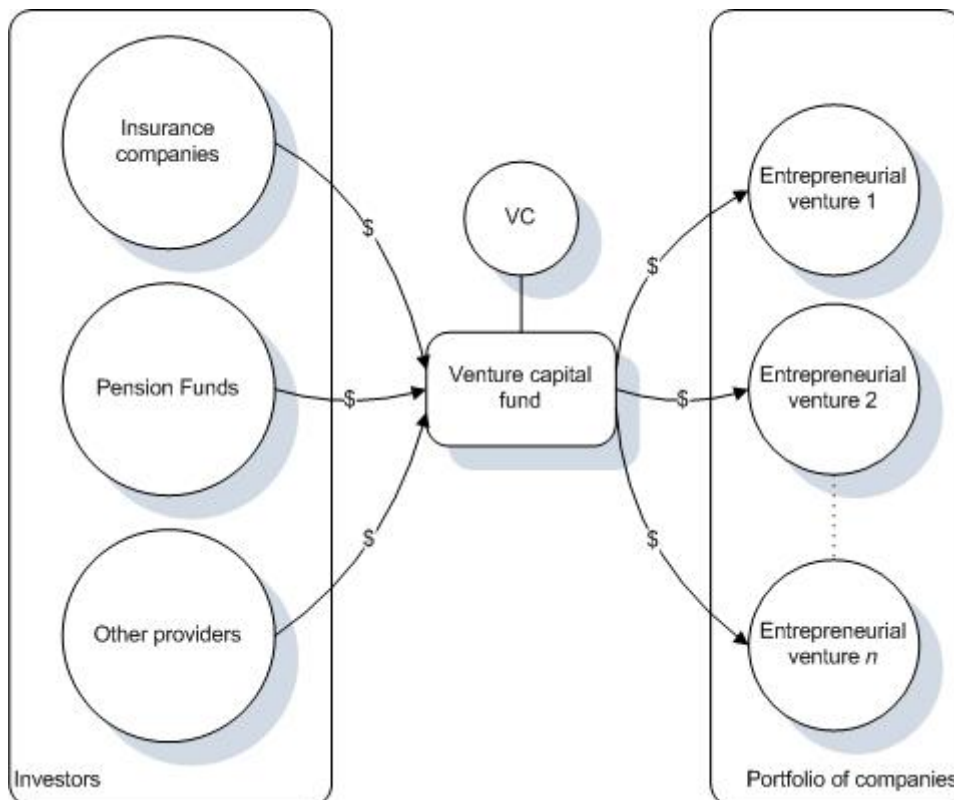 Insurance
companies
$
VC
Entrepreneurial
venture 1
$
Pension Funds
$
Venture capital
fund
$
Entrepreneurial
venture 2
Other providers
$
$
Entrepreneurial
venture n
Investors
Portfolio of companies